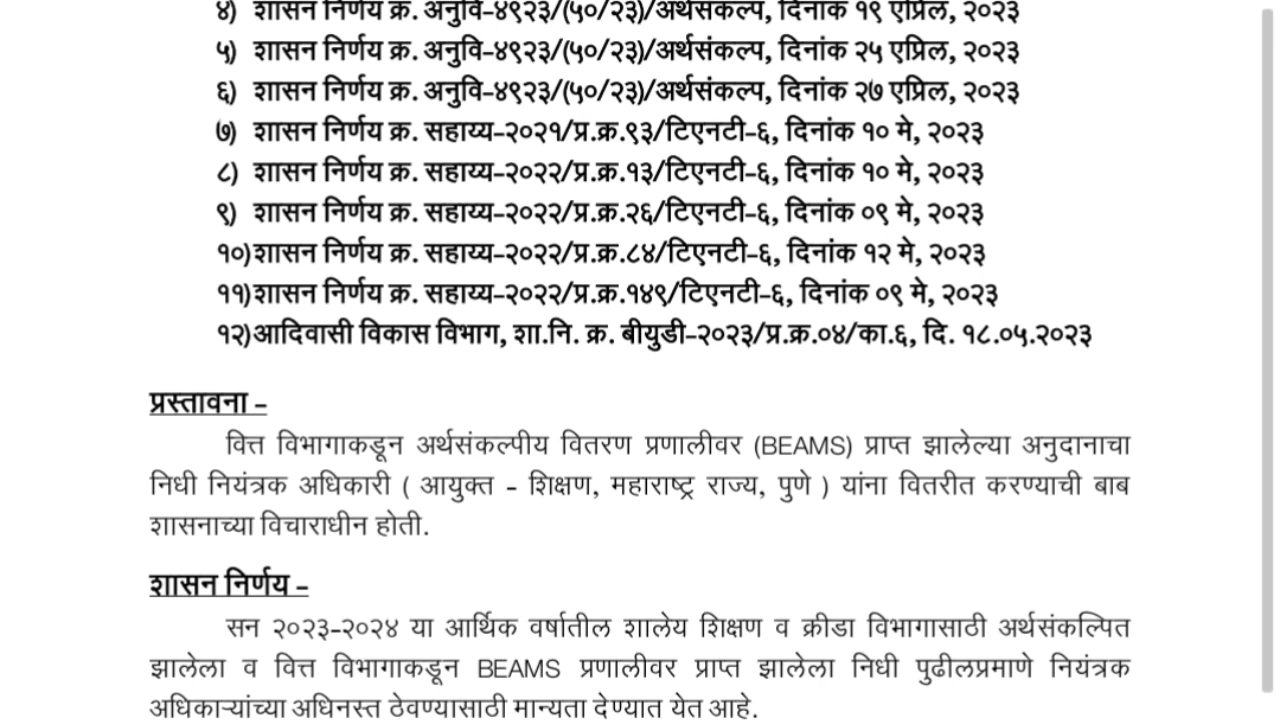 ४) शासन निर्णय क्र. अनुवि-४९२३/(५०/२३)/अर्थसंकल्प, दिनांक १९ एप्रिल, २०२३
५) शासन निर्णय क्र. अनुवि-४९२३/(५०/२३)/अर्थसंकल्प, दिनांक २५ एप्रिल, २०२३
६) शासन निर्णय क्र. अनुवि-४९२३/(५०/२३)/अर्थसंकल्प, दिनांक २७ एप्रिल, २०२३
७) शासन निर्णय क्र. सहाय्य-२०२१/प्र.क्र.९३/टिएनटी-६, दिनांक १० मे, २०२३
८) शासन निर्णय क्र. सहाय्य-२०२२/प्र.क्र.१३/टिएनटी-६, दिनांक १० मे, २०२३
९) शासन निर्णय क्र. सहाय्य-२०२२/प्र.क्र.२६/टिएनटी-६, दिनांक ०९ मे, २०२३
१०)शासन निर्णय क्र. सहाय्य-२०२२/प्र.क्र.८४/टिएनटी-६, दिनांक १२ मे, २०२३
११)शासन निर्णय क्र. सहाय्य-२०२२/प्र.क्र.१४९/टिएनटी-६, दिनांक ०९ मे, २०२३
१२)आदिवासी विकास विभाग, शा.नि. क्र. बीयुडी-२०२३/प्र.क्र.०४/का.६, दि. १८.०५.२०२३
प्रस्तावना -
वित्त विभागाकडून अर्थसंकल्पीय वितरण प्रणालीवर (BEAMS) प्राप्त झालेल्या अनुदानाचा
निधी नियंत्रक अधिकारी ( आयुक्त - शिक्षण, महाराष्ट्र राज्य, पुणे ) यांना वितरीत करण्याची बाब
शासनाच्या विचाराधीन होती.
शासन निर्णय -
सन २०२३-२०२४ या आर्थिक वर्षातील शालेय शिक्षण व क्रीडा विभागासाठी अर्थसंकल्पित
झालेला व वित्त विभागाकडून BEAMS प्रणालीवर प्राप्त झालेला निधी पुढीलप्रमाणे नियंत्रक
अधिकाऱ्यांच्या अधिनस्त ठेवण्यासाठी मान्यता देण्यात येत आहे.